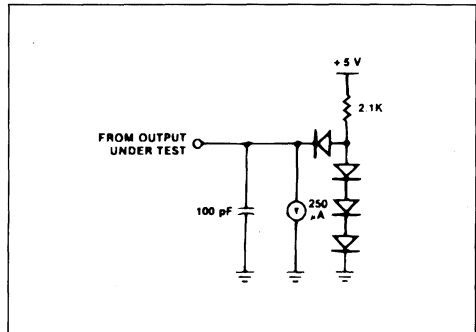 +5 V
2.1K
FROM OUTPUT
UNDER TEST
100 pF
250
μA